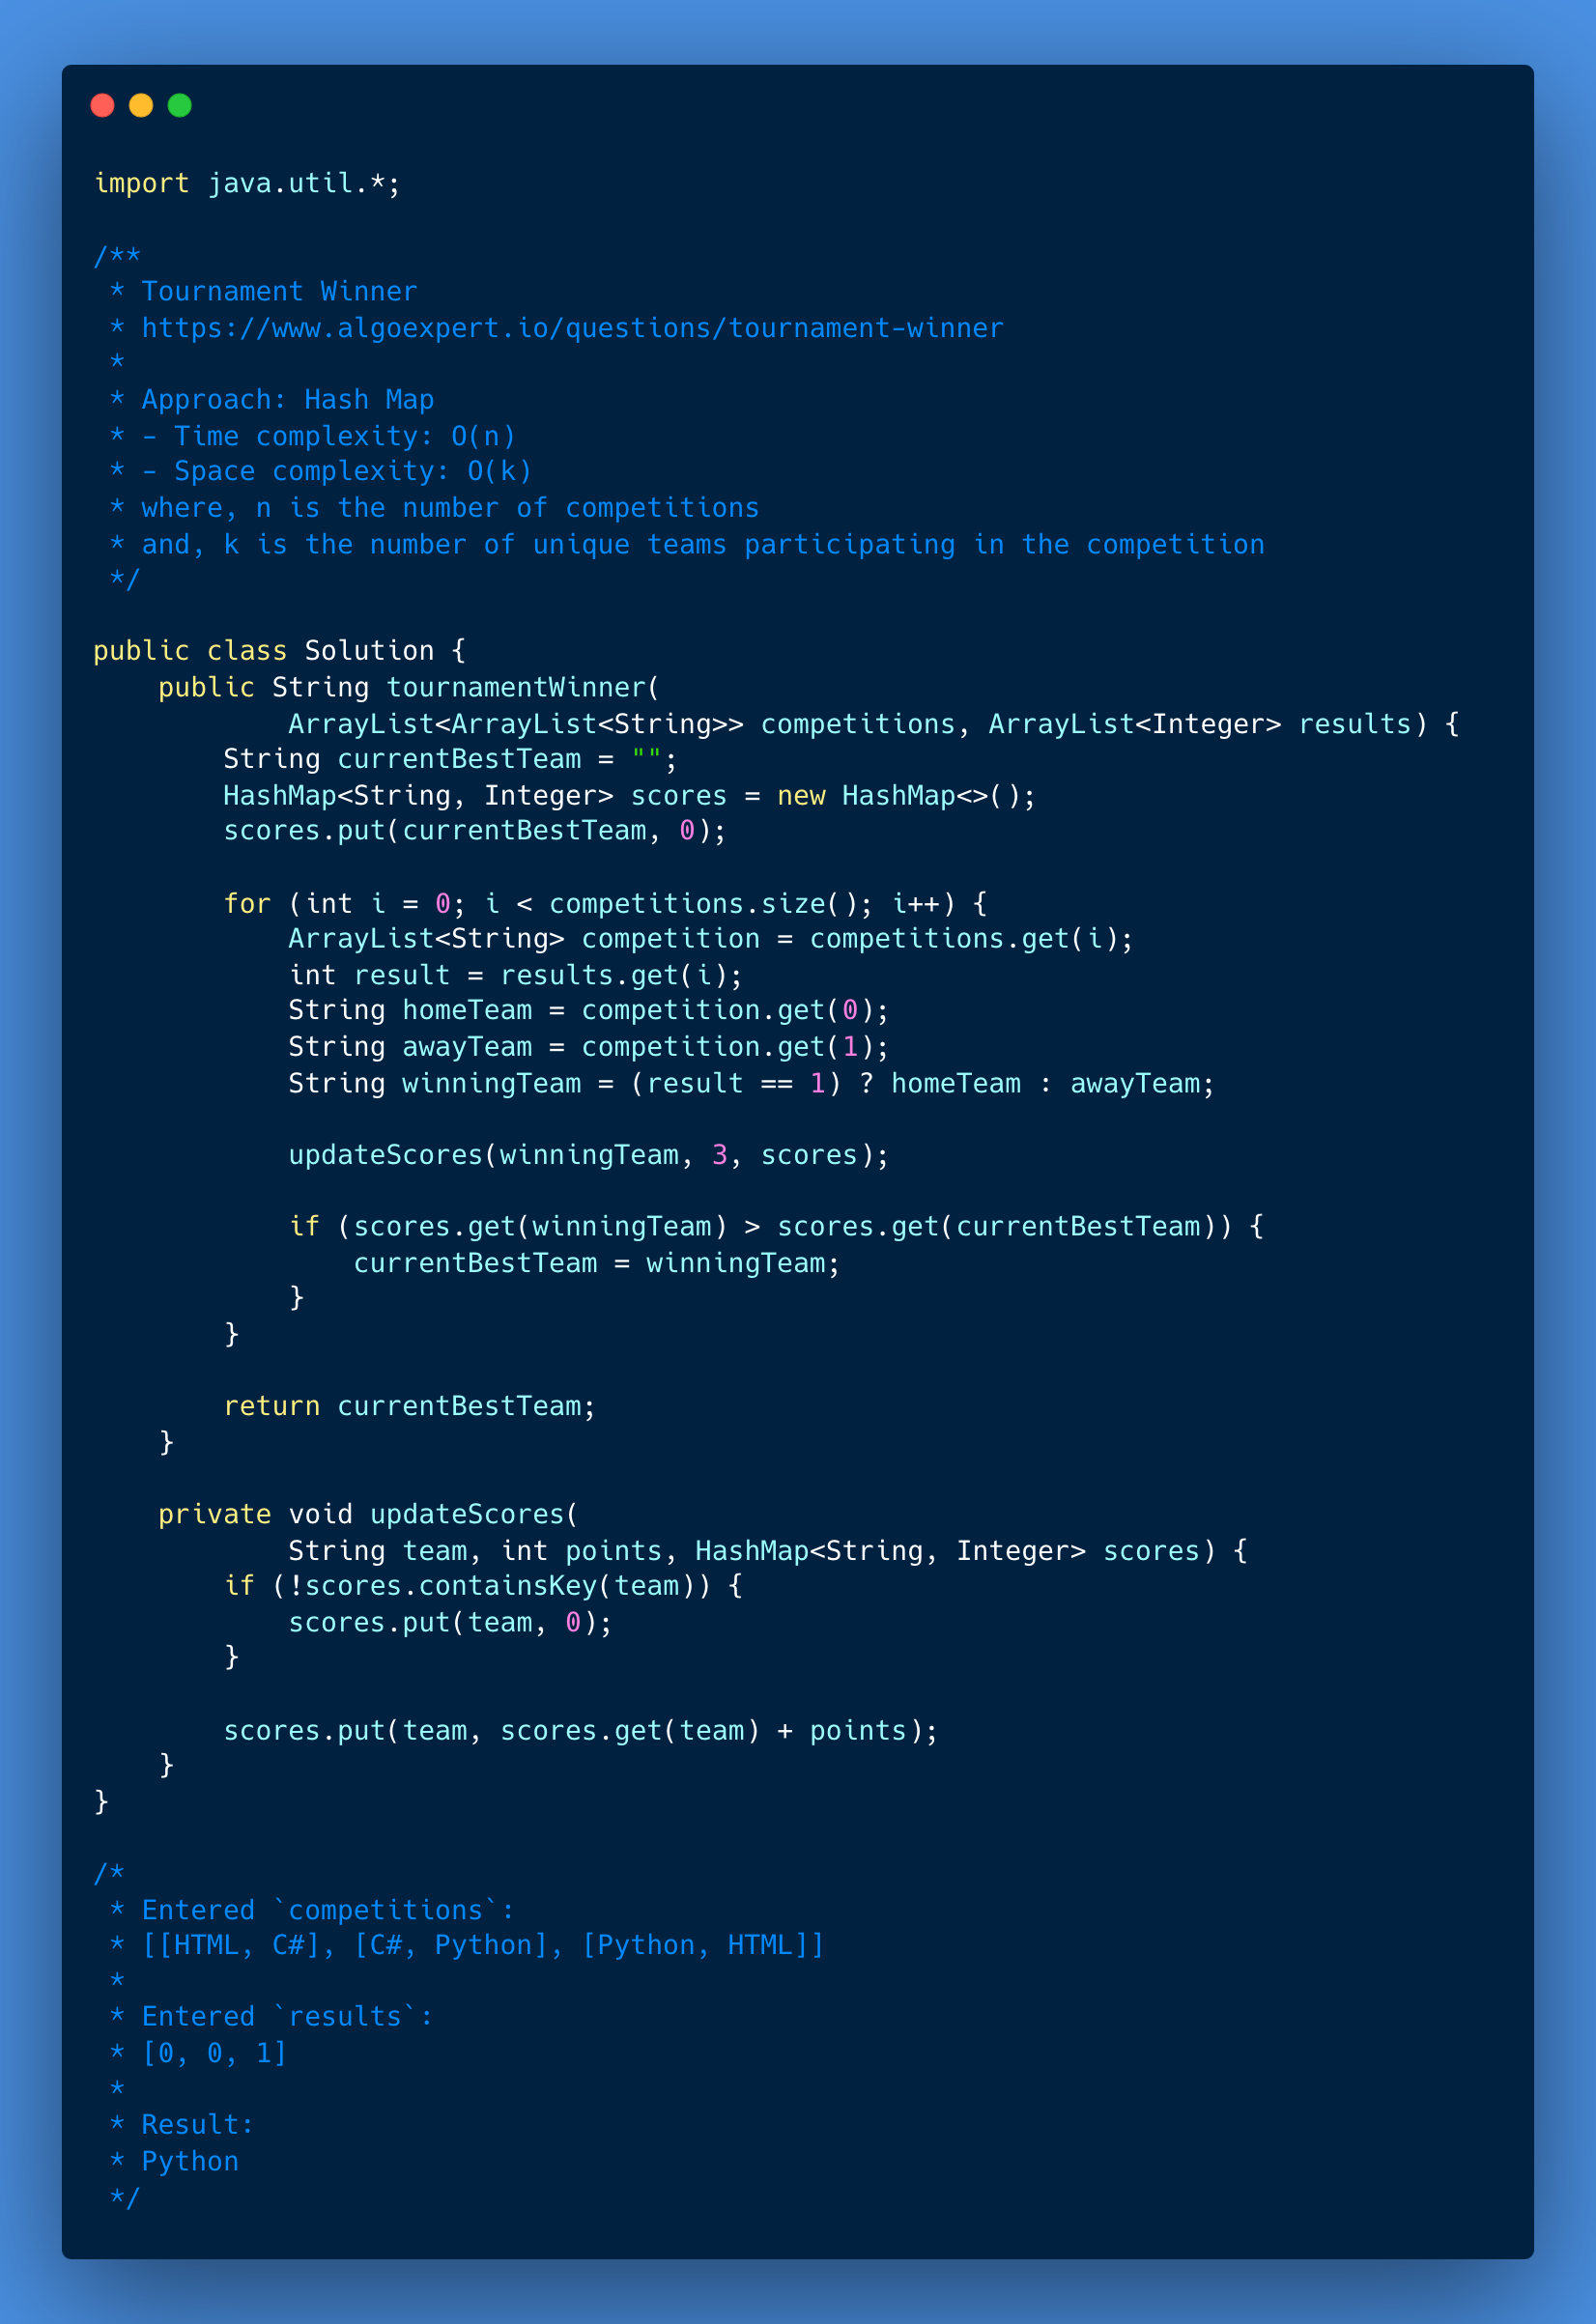 import java.util.*;

/**
 * Tournament Winner
 * https://www.algoexpert.io/questions/tournament-winner
 *
 * Approach: Hash Map
 * - Time complexity: O(n)
 * - Space complexity: O(k)
 * where, n is the number of competitions
 * and, k is the number of unique teams participating in the competition
 */

public class Solution {
    public String tournamentWinner(
            ArrayList<ArrayList<String>> competitions, ArrayList<Integer> results) {
        String currentBestTeam = "";
        HashMap<String, Integer> scores = new HashMap<>();
        scores.put(currentBestTeam, 0);

        for (int i = 0; i < competitions.size(); i++) {
            ArrayList<String> competition = competitions.get(i);
            int result = results.get(i);
            String homeTeam = competition.get(0);
            String awayTeam = competition.get(1);
            String winningTeam = (result == 1) ? homeTeam : awayTeam;

            updateScores(winningTeam, 3, scores);

            if (scores.get(winningTeam) > scores.get(currentBestTeam)) {
                currentBestTeam = winningTeam;
            }
        }

        return currentBestTeam;
    }

    private void updateScores(
            String team, int points, HashMap<String, Integer> scores) {
        if (!scores.containsKey(team)) {
            scores.put(team, 0);
        }

        scores.put(team, scores.get(team) + points);
    }
}

/*
 * Entered `competitions`:
 * [[HTML, C#], [C#, Python], [Python, HTML]]
 *
 * Entered `results`:
 * [0, 0, 1]
 *
 * Result:
 * Python
 */